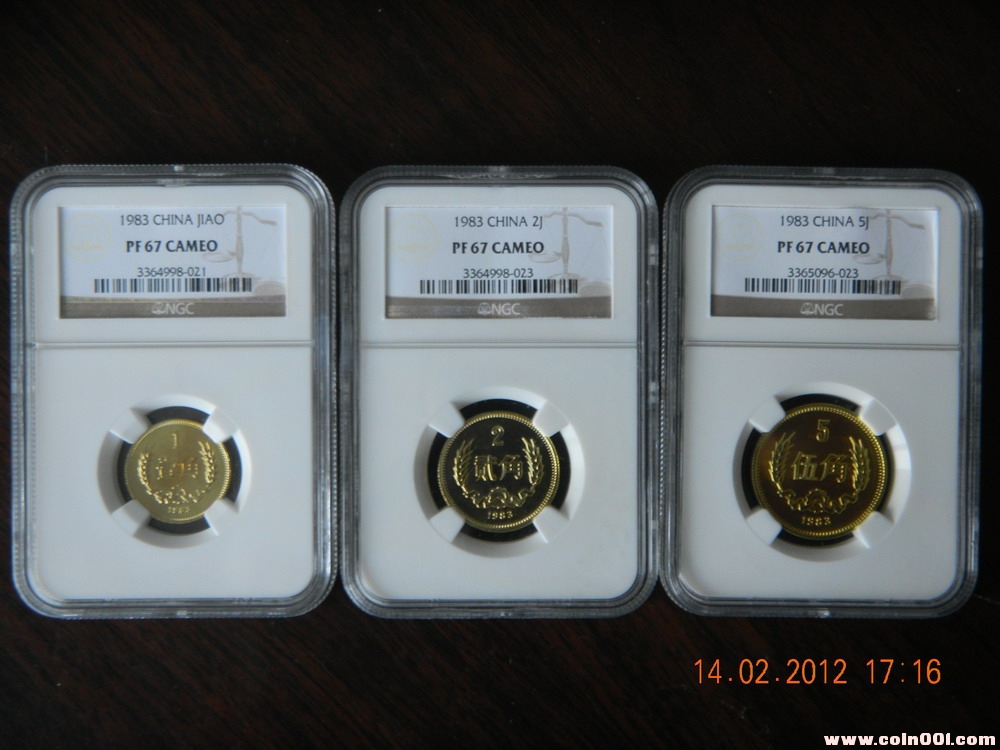 1983 CHINA JIAO
PF 67 CAMEO
3364998-021
NGC
1
壹角
1983
1983 CHINA 2J
PF 67 CAMEO
3364998-023
NGC
2
贰角
1983
1983 CHINA 5J
PF 67 CAMEO
3365096-023
NGC
5
伍角
1983
14.02.2012 17:16
www.coin001.com